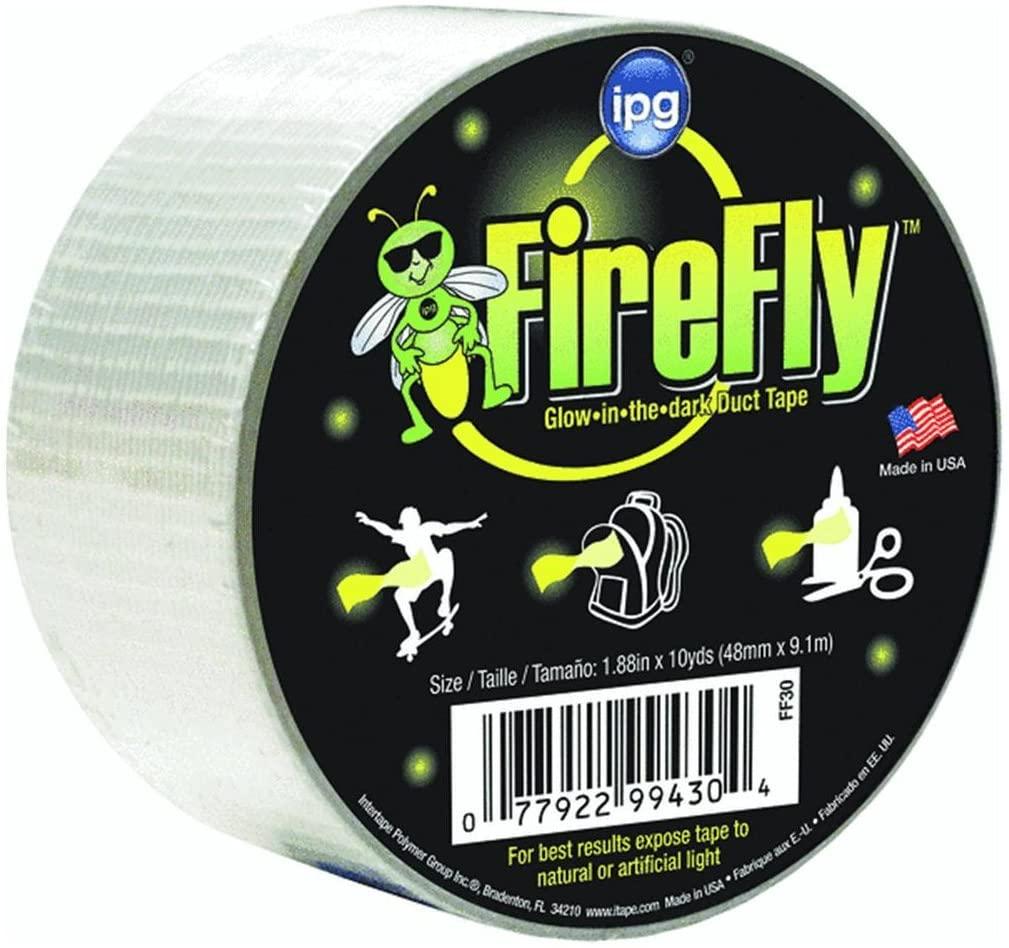 ipg®
FireFly™
ipg
Glow•in•the•dark Duct Tape
Made in USA
Size / Taille / Tamaño: 1.88in x 10yds (48mm x 9.1m)
FF30
0 77922 99430 4
For best results expose tape to
natural or artificial light
Intertape Polymer Group Inc.®, Bradenton, FL 34210 www.itape.com Made in USA • Fabrique aux E.-U. • Fabricado en EE. UU.